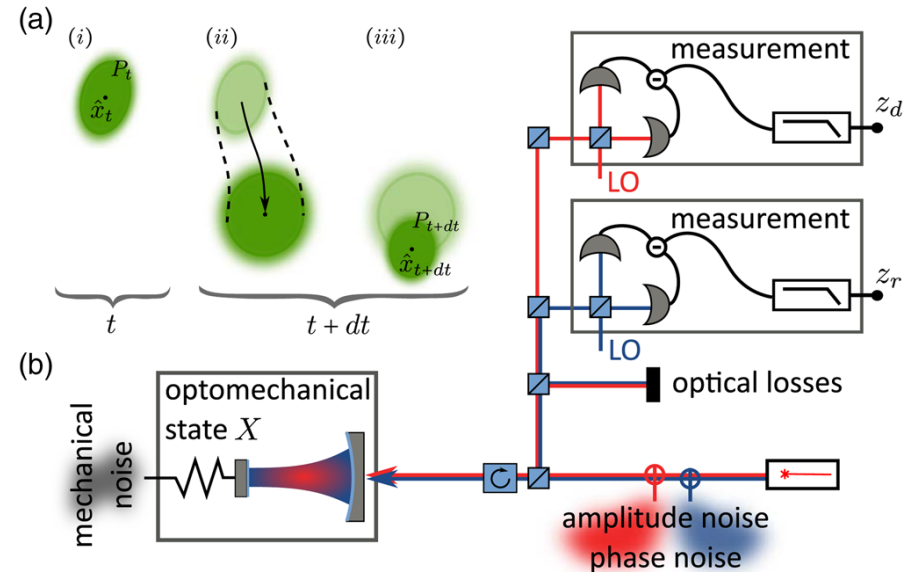 (a)
(i)
(ii)
(iii)
P_t
x̂_t
P_{t+dt}
x̂_{t+dt}
t
t + dt
measurement
z_d
LO
measurement
z_r
LO
(b)
optomechanical
state X
mechanical
noise
optical losses
amplitude noise
phase noise